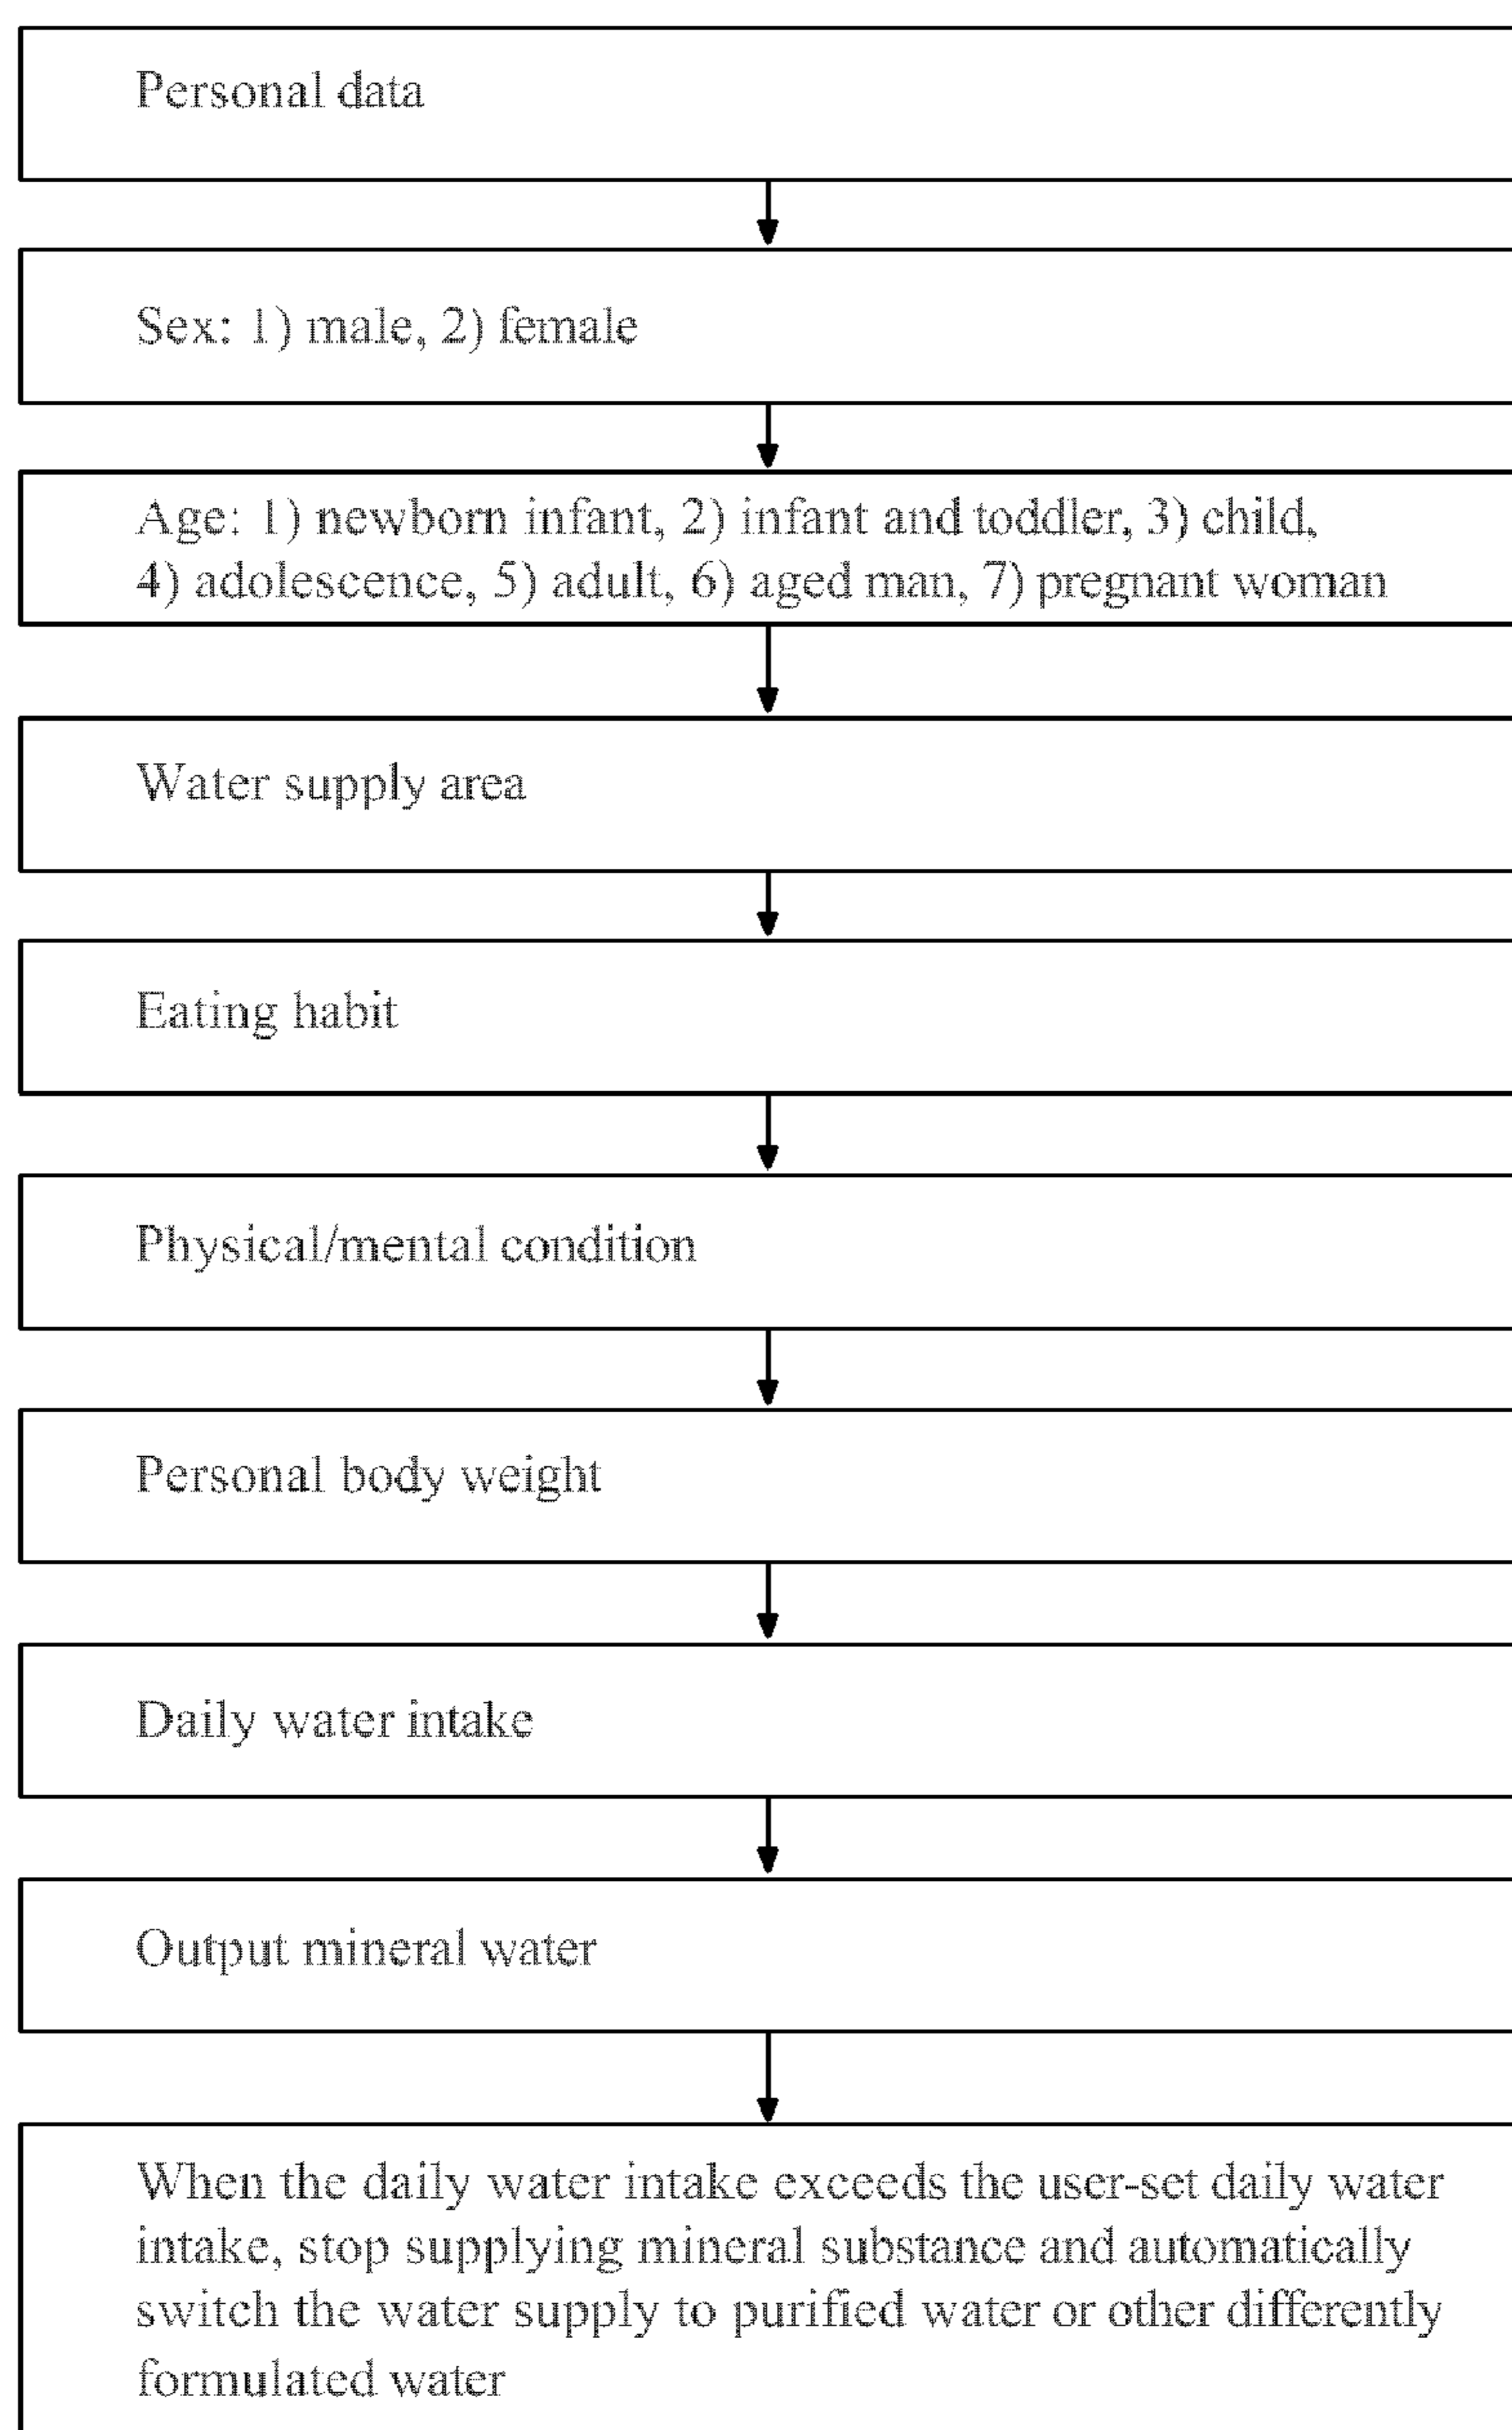 Personal data
Sex: 1) male, 2) female
Age: 1) newborn infant, 2) infant and toddler, 3) child,
4) adolescence, 5) adult, 6) aged man, 7) pregnant woman
Water supply area
Eating habit
Physical/mental condition
Personal body weight
Daily water intake
Output mineral water
When the daily water intake exceeds the user-set daily water
intake, stop supplying mineral substance and automatically
switch the water supply to purified water or other differently
formulated water